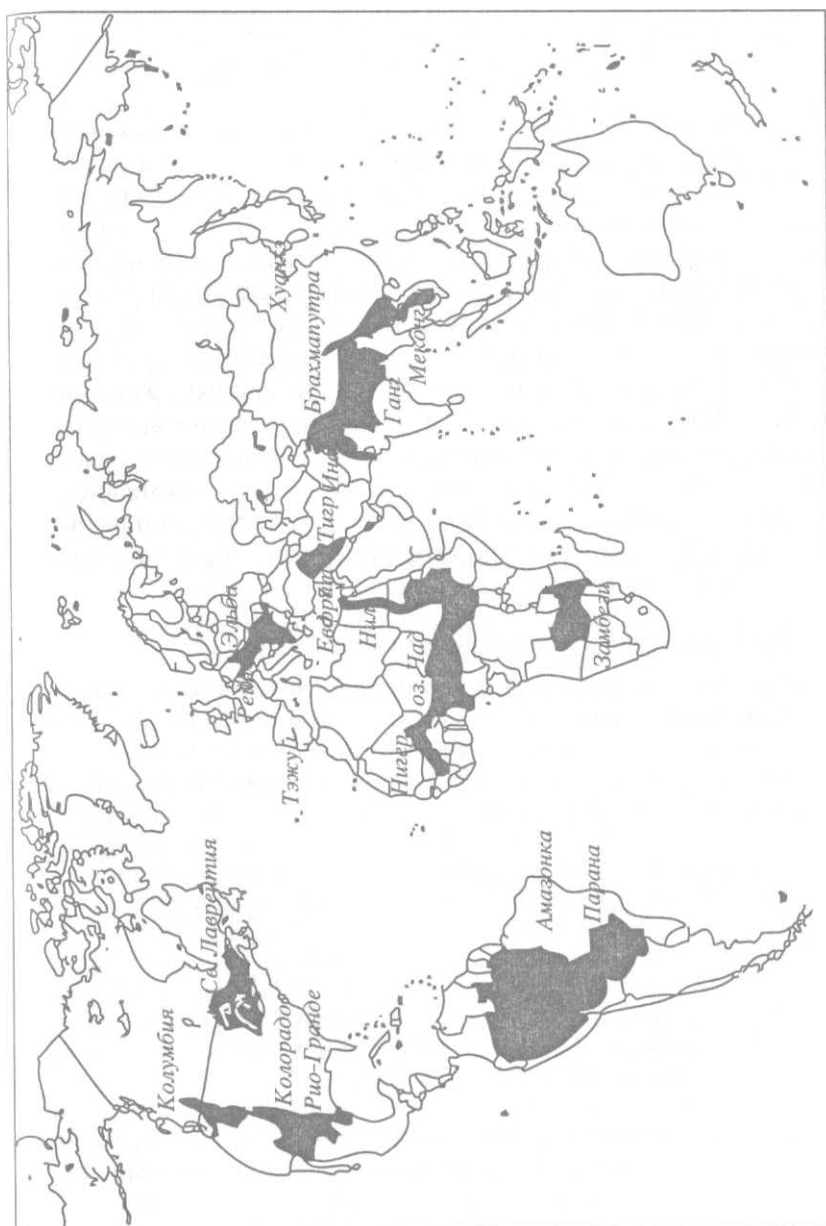 Колумбия
р
Св. Лаврентия
Колорадо
Рио-Гранде
Амазонка
Парана
Тэжу
Рейн
Эльба
Евфрат
Тигр
Инд
Нил
Нигер
оз. Чад
Замбези
Брахмапутра
Ганг
Меконг
Хуанхэ